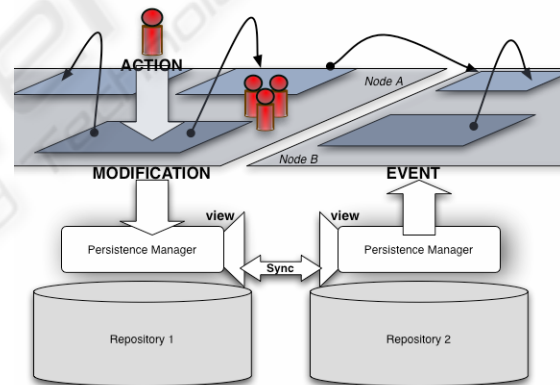 ACTION
Node A
Node B
MODIFICATION
EVENT
view
view
Persistence Manager
Sync
Persistence Manager
Repository 1
Repository 2